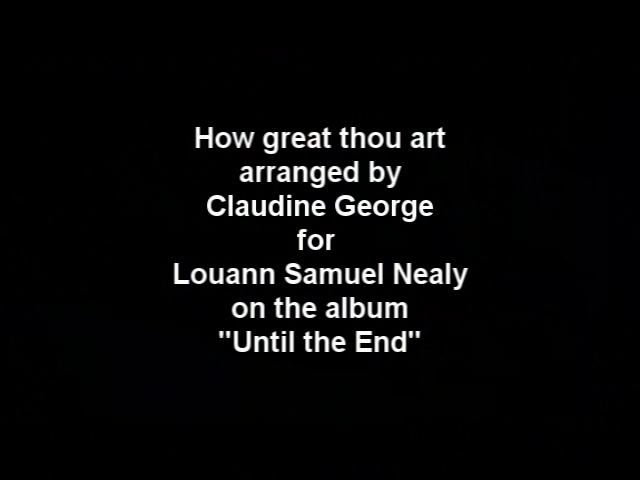 How great thou art
arranged by
Claudine George
for
Louann Samuel Nealy
on the album
"Until the End"